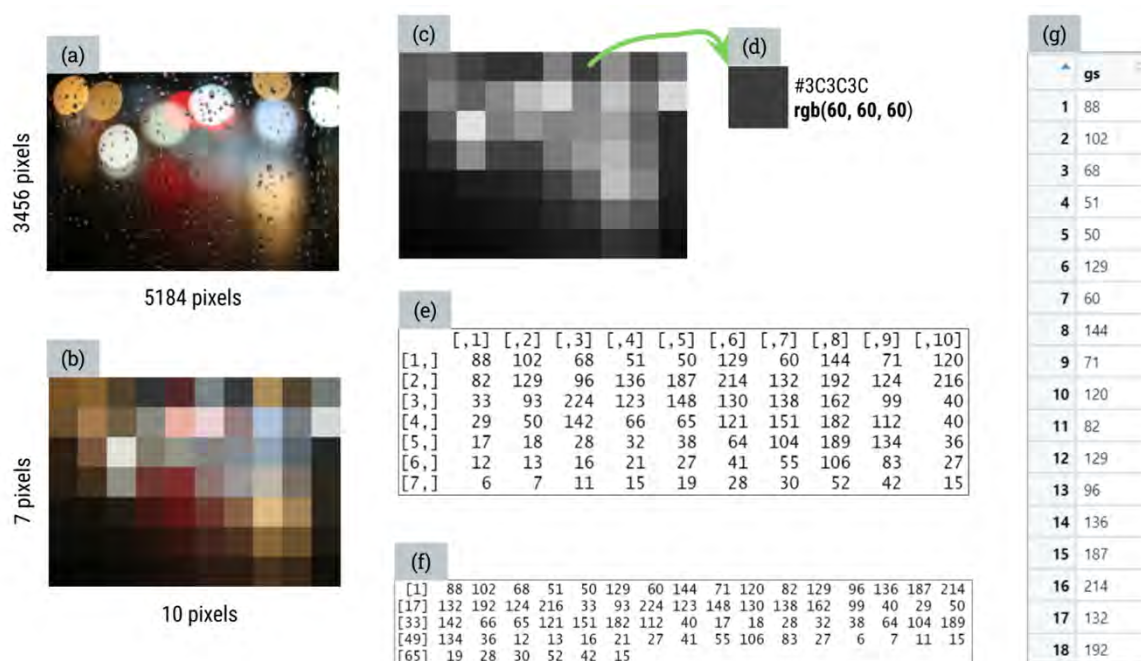 (a)
3456 pixels
5184 pixels
(b)
7 pixels
10 pixels
(c)
(d)
#3C3C3C
rgb(60, 60, 60)
(e)
[,1] [,2] [,3] [,4] [,5] [,6] [,7] [,8] [,9] [,10]
[1,] 88 102 68 51 50 129 60 144 71 120
[2,] 82 129 96 136 187 214 132 192 124 216
[3,] 33 93 224 123 148 130 138 162 99 40
[4,] 29 50 142 66 65 121 151 182 112 40
[5,] 17 18 28 32 38 64 104 189 134 36
[6,] 12 13 16 21 27 41 55 106 83 27
[7,] 6 7 11 15 19 28 30 52 42 15
(f)
[1] 88 102 68 51 50 129 60 144 71 120 82 129 96 136 187 214
[17] 132 192 124 216 33 93 224 123 148 130 138 162 99 40 29 50
[33] 142 66 65 121 151 182 112 40 17 18 28 32 38 64 104 189
[49] 134 36 12 13 16 21 27 41 55 106 83 27 6 7 11 15
[65] 19 28 30 52 42 15
(g)
gs
1 88
2 102
3 68
4 51
5 50
6 129
7 60
8 144
9 71
10 120
11 82
12 129
13 96
14 136
15 187
16 214
17 132
18 192